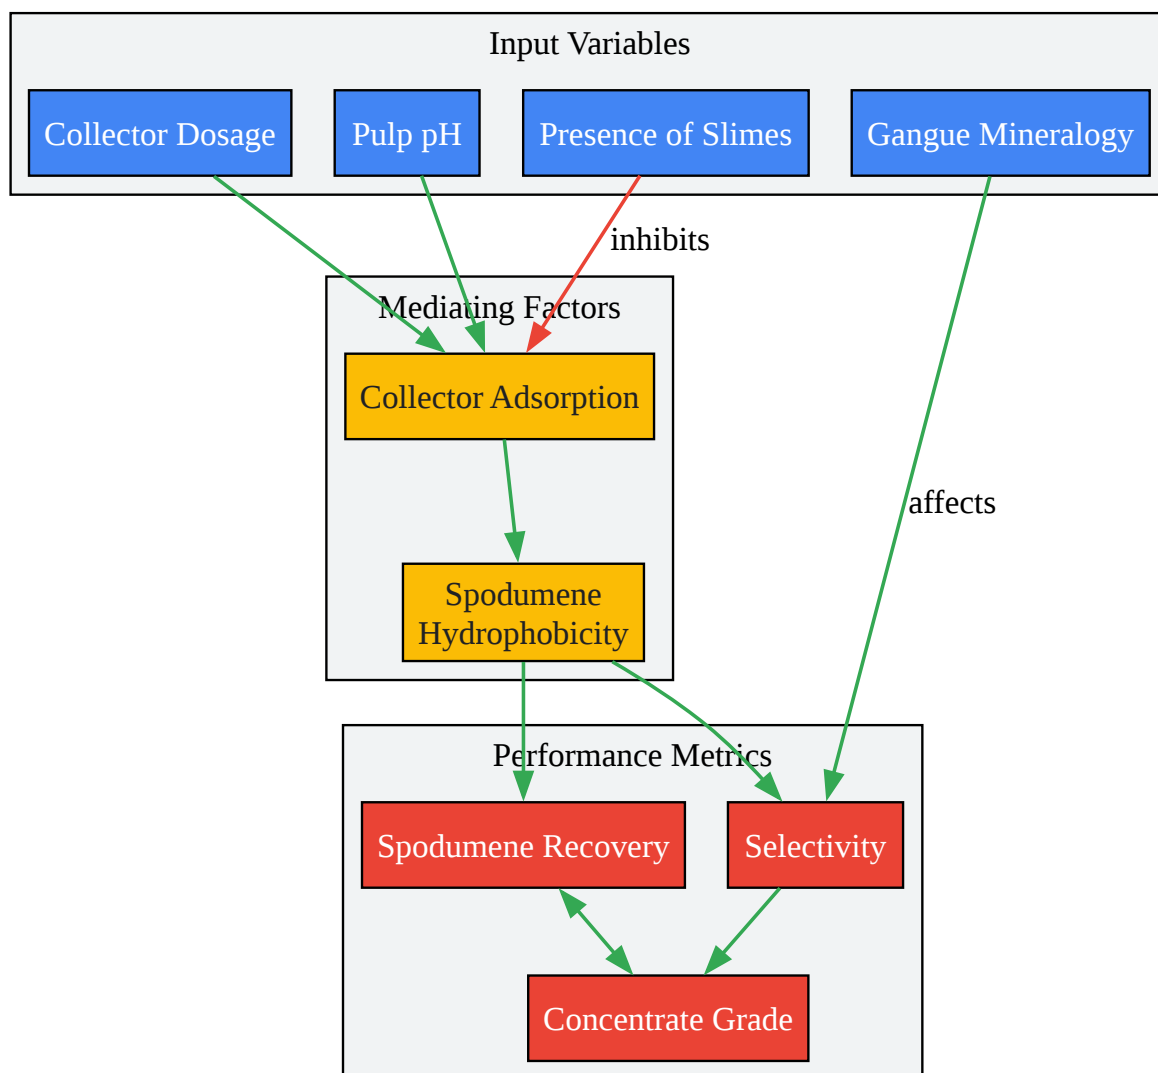 Input Variables
Collector Dosage
Pulp pH
Presence of Slimes
Gangue Mineralogy
inhibits
Mediating Factors
Collector Adsorption
affects
Spodumene
Hydrophobicity
Performance Metrics
Spodumene Recovery
Selectivity
Concentrate Grade